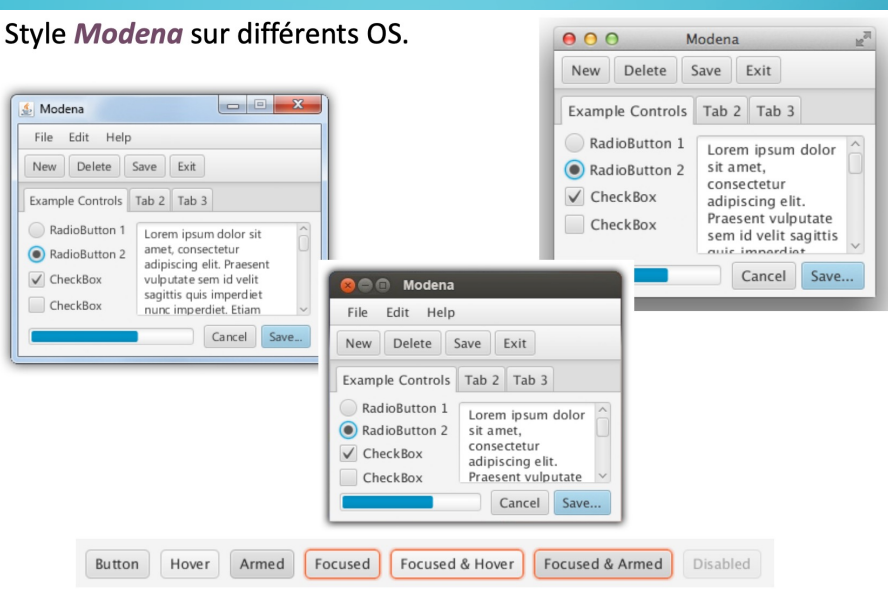 Style Modena sur différents OS.
Modena
File Edit Help
New Delete Save Exit
Example Controls Tab 2 Tab 3
RadioButton 1
RadioButton 2
CheckBox
CheckBox
Lorem ipsum dolor sit
amet, consectetur
adipiscing elit. Praesent
vulputate sem id velit
sagittis quis imperdiet
nunc imperdiet. Etiam
Cancel Save...
Modena
New Delete Save Exit
Example Controls Tab 2 Tab 3
RadioButton 1
RadioButton 2
CheckBox
CheckBox
Lorem ipsum dolor
sit amet,
consectetur
adipiscing elit.
Praesent vulputate
sem id velit sagittis
quis imperdiet
Cancel Save...
Modena
File Edit Help
New Delete Save Exit
Example Controls Tab 2 Tab 3
RadioButton 1
RadioButton 2
CheckBox
CheckBox
Lorem ipsum dolor
sit amet,
consectetur
adipiscing elit.
Praesent vulputate
Cancel Save...
Button Hover Armed Focused Focused & Hover Focused & Armed Disabled